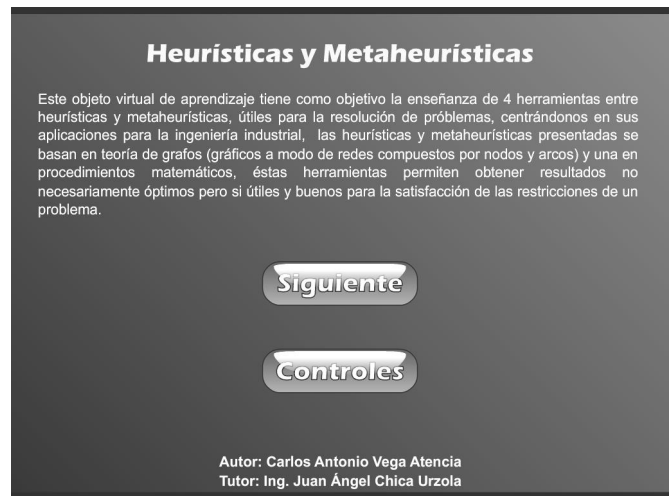 Heurísticas y Metaheurísticas
Este objeto virtual de aprendizaje tiene como objetivo la enseñanza de 4 herramientas entre
heurísticas y metaheurísticas, útiles para la resolución de próblemas, centrándonos en sus
aplicaciones para la ingeniería industrial, las heurísticas y metaheurísticas presentadas se
basan en teoría de grafos (gráficos a modo de redes compuestos por nodos y arcos) y una en
procedimientos matemáticos, éstas herramientas permiten obtener resultados no
necesariamente óptimos pero si útiles y buenos para la satisfacción de las restricciones de un
problema.
Siguiente
Controles
Autor: Carlos Antonio Vega Atencia
Tutor: Ing. Juan Ángel Chica Urzola